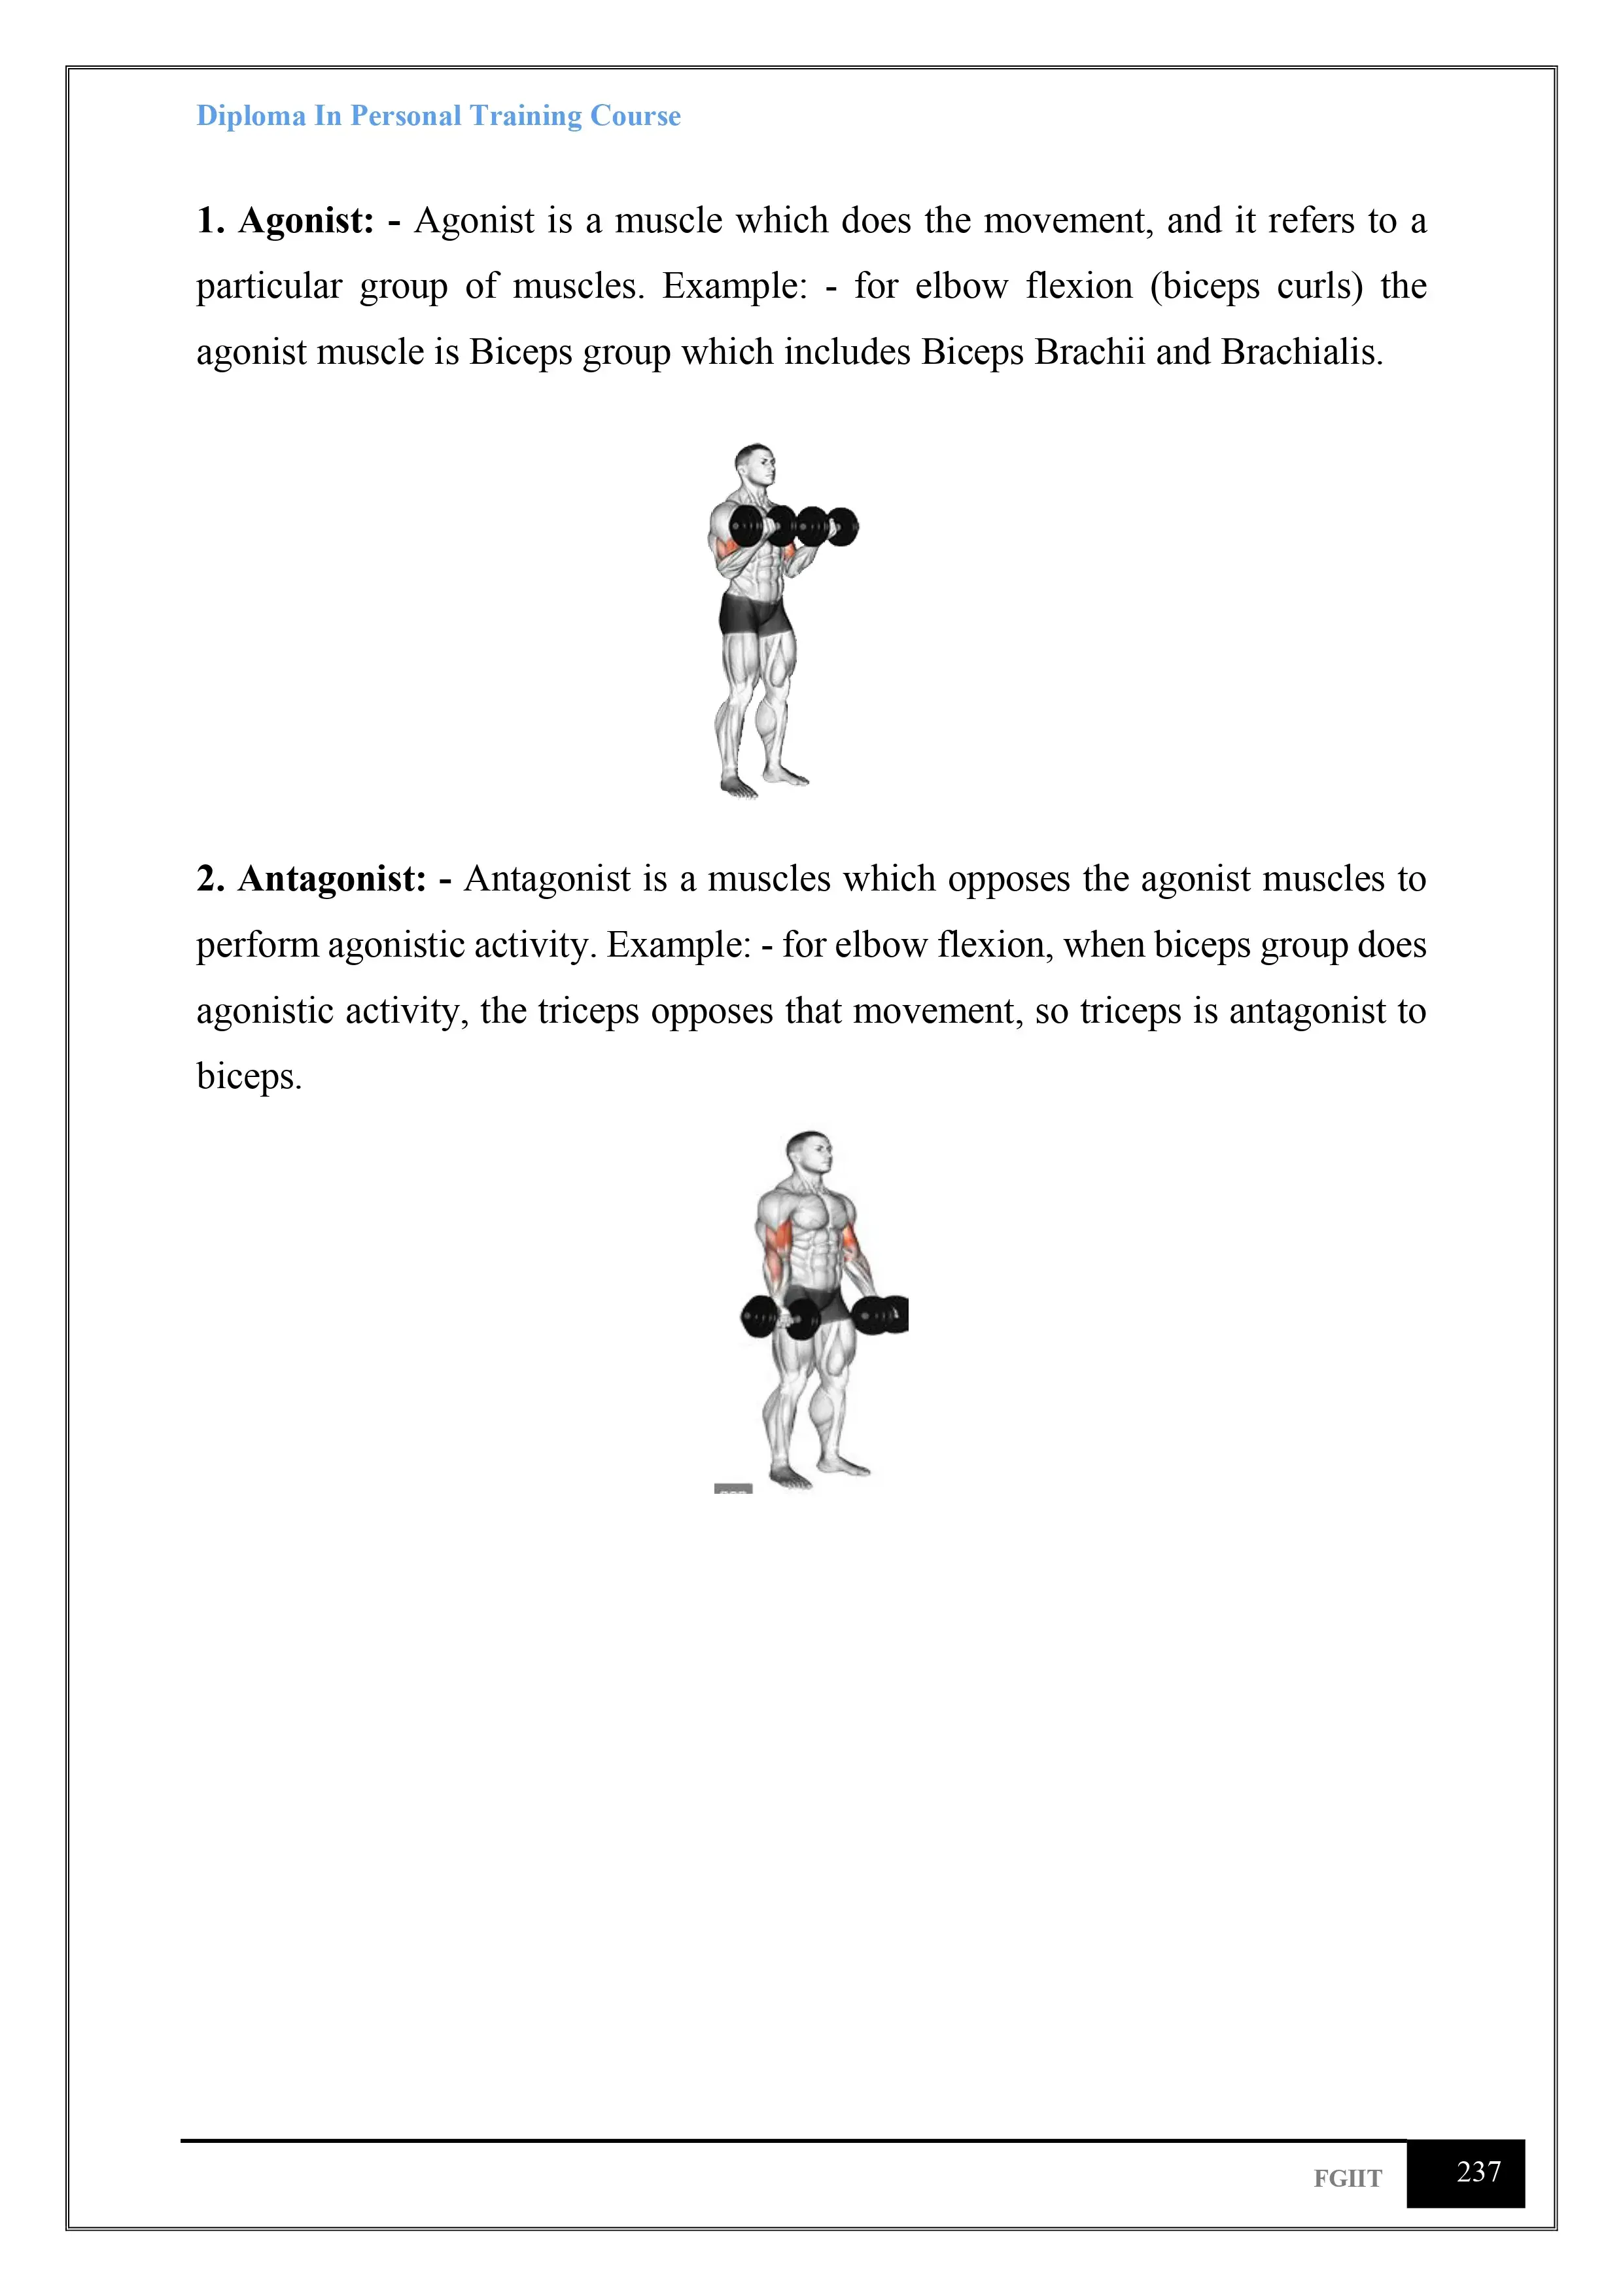 Diploma In Personal Training Course
1. Agonist: - Agonist is a muscle which does the movement, and it refers to a
particular group of muscles. Example: - for elbow flexion (biceps curls) the
agonist muscle is Biceps group which includes Biceps Brachii and Brachialis.
2. Antagonist: - Antagonist is a muscles which opposes the agonist muscles to
perform agonistic activity. Example: - for elbow flexion, when biceps group does
agonistic activity, the triceps opposes that movement, so triceps is antagonist to
biceps.
FGIIT
237